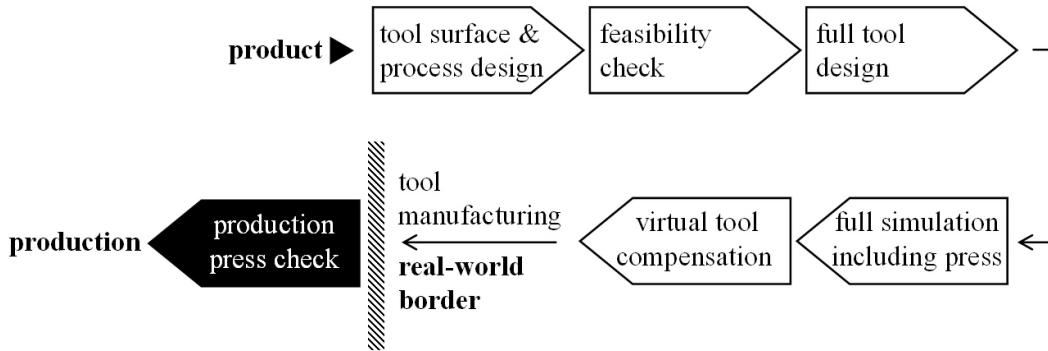 product
tool surface &
process design
feasibility
check
full tool
design
full simulation
including press
virtual tool
compensation
tool
manufacturing
real-world
border
production
press check
production